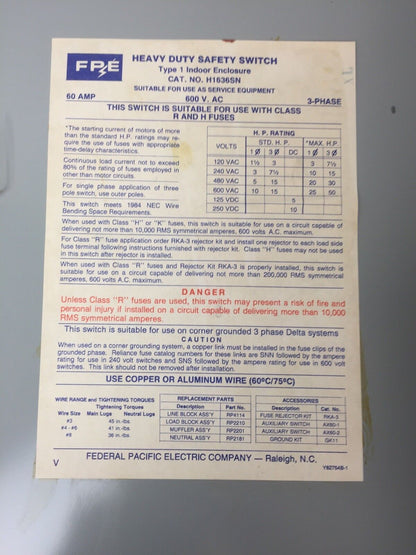 FPE
HEAVY DUTY SAFETY SWITCH
Type 1 Indoor Enclosure
CAT. NO. H1636SN
SUITABLE FOR USE AS SERVICE EQUIPMENT
60 AMP 600 V. AC 3-PHASE
THIS SWITCH IS SUITABLE FOR USE WITH CLASS
R AND H FUSES
*The starting current of motors of more
than the standard H.P. ratings may re-
quire the use of fuses with appropriate
time-delay characteristics.
Continuous load current not to exceed
80% of the rating of fuses employed in
other than motor circuits.
For single phase application of three
pole switch, use outer poles.
This switch meets 1984 NEC Wire
Bending Space Requirements.
H. P. RATING
VOLTS STD. H. P. *MAX. H.P.
1Ø 3Ø DC 1Ø 3Ø
120 VAC 1½ 3 3 7½
240 VAC 3 7½ 10 15
480 VAC 5 15 20 30
600 VAC 10 15 25 50
125 VDC 5
250 VDC 10
When used with Class "H" or "K" fuses, this switch is suitable for use on a circuit capable of
delivering not more than 10,000 RMS symmetrical amperes, 600 volts A.C. maximum.
For Class "R" fuse application order RKA-3 rejector kit and install one rejector to each load side
fuse terminal following instructions furnished with rejector kit. Class "H" fuses may not be used
in this switch after rejector is installed.
When used with Class "R" fuses and Rejector Kit RKA-3 is properly installed, this switch is
suitable for use on a circuit capable of delivering not more than 200,000 RMS symmetrical
amperes, 600 volts A.C. maximum.
DANGER
Unless Class "R" fuses are used, this switch may present a risk of fire and
personal injury if installed on a circuit capable of delivering more than 10,000
RMS symmetrical amperes.
This switch is suitable for use on corner grounded 3 phase Delta systems
CAUTION
When used on a corner grounding system, a copper link must be installed in the fuse clips of the
grounded phase. Reliance fuse catalog numbers for these links are SNN followed by the ampere
rating for use in 240 volt switches and SNS followed by the ampere rating for use in 600 volt
switches. This link should not be removed after installation.
USE COPPER OR ALUMINUM WIRE (60ºC/75ºC)
WIRE RANGE and TIGHTENING TORQUES
Tightening Torques
Wire Size Main Lugs Neutral Lugs
#3 45 in.-lbs.
#4 - #6 41 in.-lbs.
#8 36 in.-lbs.
REPLACEMENT PARTS
Description Part No.
LINE BLOCK ASS'Y RP4114
LOAD BLOCK ASS'Y RP2210
MUFFLER ASS'Y RP2201
NEUTRAL ASS'Y RP2181
ACCESSORIES
Description Cat. No.
FUSE REJECTOR KIT RKA-3
AUXILIARY SWITCH AX60-1
AUXILIARY SWITCH AX60-2
GROUND KIT GK11
V FEDERAL PACIFIC ELECTRIC COMPANY — Raleigh, N.C.
Y92754B-1